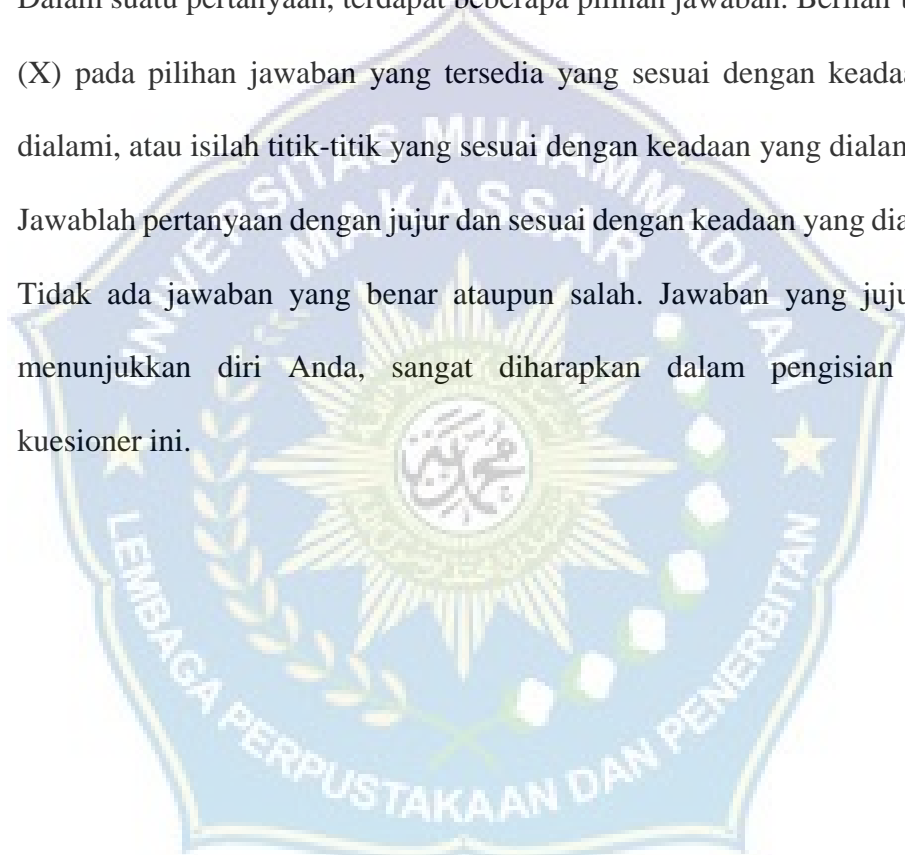 Dalam suatu pertanyaan, terdapat beberapa pilihan jawaban. Berilah
(X) pada pilihan jawaban yang tersedia yang sesuai dengan keadaa
dialami, atau isilah titik-titik yang sesuai dengan keadaan yang dialam
Jawablah pertanyaan dengan jujur dan sesuai dengan keadaan yang dia
Tidak ada jawaban yang benar ataupun salah. Jawaban yang juju
menunjukkan diri Anda, sangat diharapkan dalam pengisian
kuesioner ini.
UNIVERSITAS MUHAMMADIYAH
MAKASSAR
LEMBAGA PERPUSTAKAAN DAN PENERBITAN